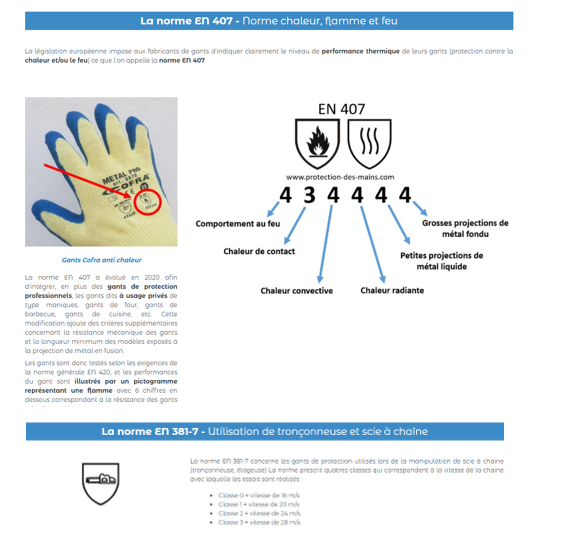 La norme EN 407 - Norme chaleur, flamme et feu
La législation européenne impose aux fabricants de gants d'indiquer clairement le niveau de performance thermique de leurs gants (protection contre la
chaleur et/ou le feu) ce que l'on appelle la norme EN 407
METAL PRO
COFRA
Gants Cofra anti chaleur
La norme EN 407 a évolué en 2020 afin
d'intégrer, en plus des gants de protection
professionnels, les gants dits à usage privés de
type maniques, gants de four, gants de
barbecue, gants de cuisine, etc. Cette
modification ajoute des critères supplémentaires
concernant la résistance mécanique des gants
et la longueur minimum des modèles exposés à
la projection de métal en fusion.
Les gants sont donc testés selon les exigences de
la norme générale EN 420, et les performances
du gant sont illustrés par un pictogramme
représentant une flamme avec 6 chiffres en
dessous correspondant à la résistance des gants
EN 407
www.protection-des-mains.com
4 3 4 4 4 4
Comportement au feu
Chaleur de contact
Chaleur convective
Chaleur radiante
Petites projections de
métal liquide
Grosses projections de
métal fondu
La norme EN 381-7 - Utilisation de tronçonneuse et scie à chaîne
La norme EN 381-7 concerne les gants de protection utilisés lors de la manipulation de scie à chaine
(tronçonneuse, élagueuse) La norme prescrit quatres classes qui correspondent à la vitesse de la chaine
avec laquelle les essais sont réalisés :
Classe 0 = vitesse de 16 m/s
Classe 1 = vitesse de 20 m/s
Classe 2 = vitesse de 24 m/s
Classe 3 = vitesse de 28 m/s